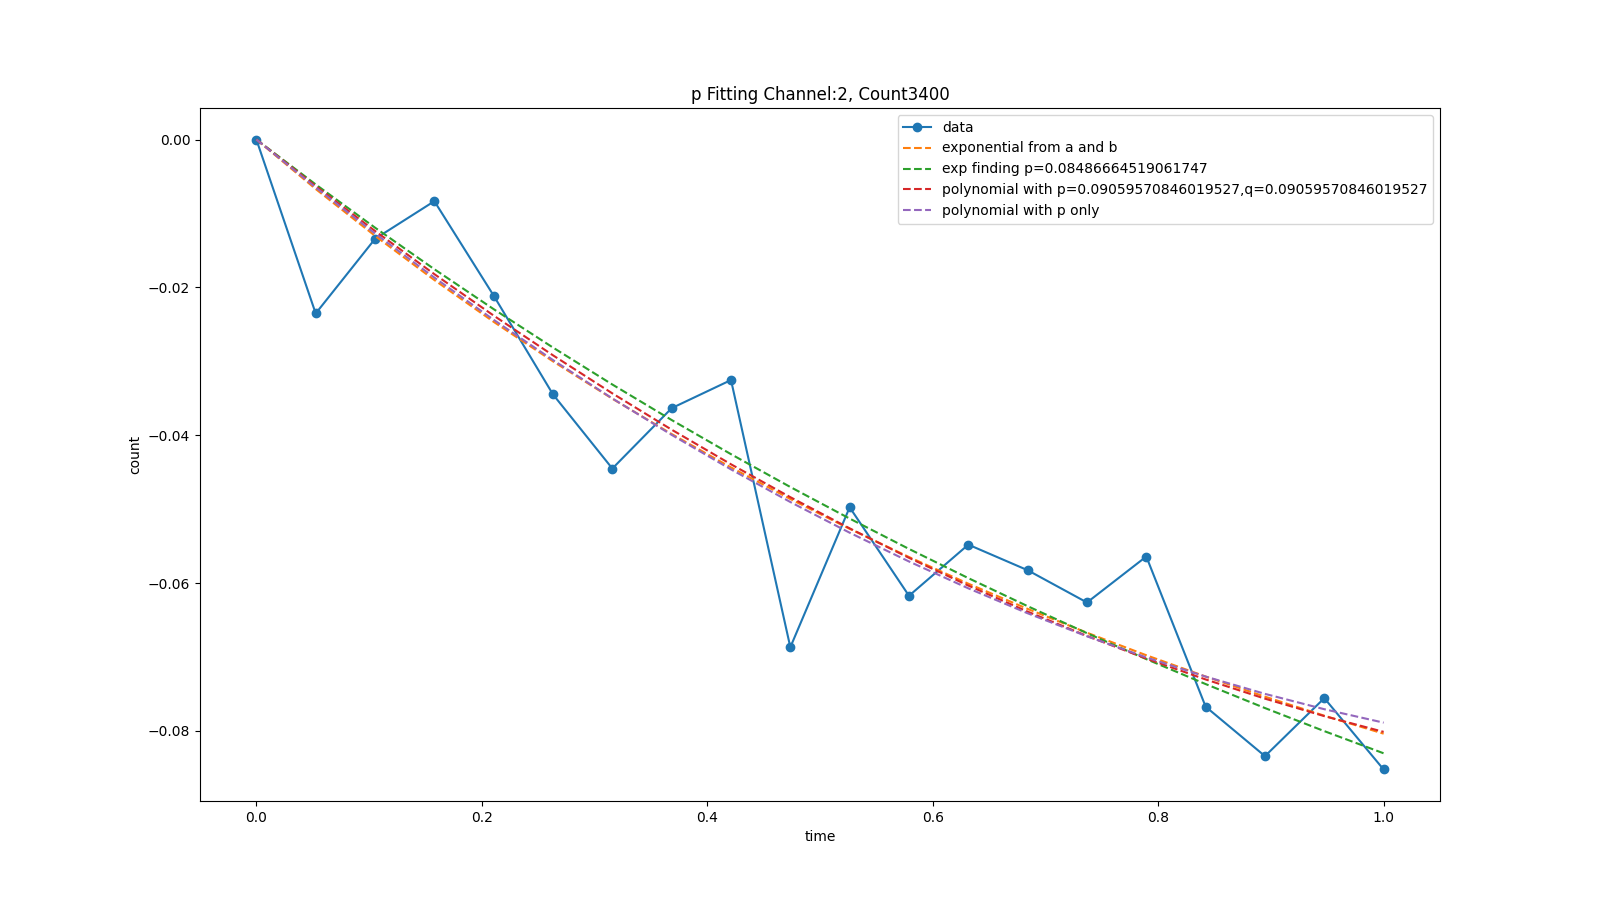 p Fitting Channel:2, Count3400
data
exponential from a and b
exp finding p=0.08486664519061747
polynomial with p=0.09059570846019527,q=0.09059570846019527
polynomial with p only
0.00
−0.02
−0.04
−0.06
−0.08
count
0.0 0.2 0.4 0.6 0.8 1.0
time